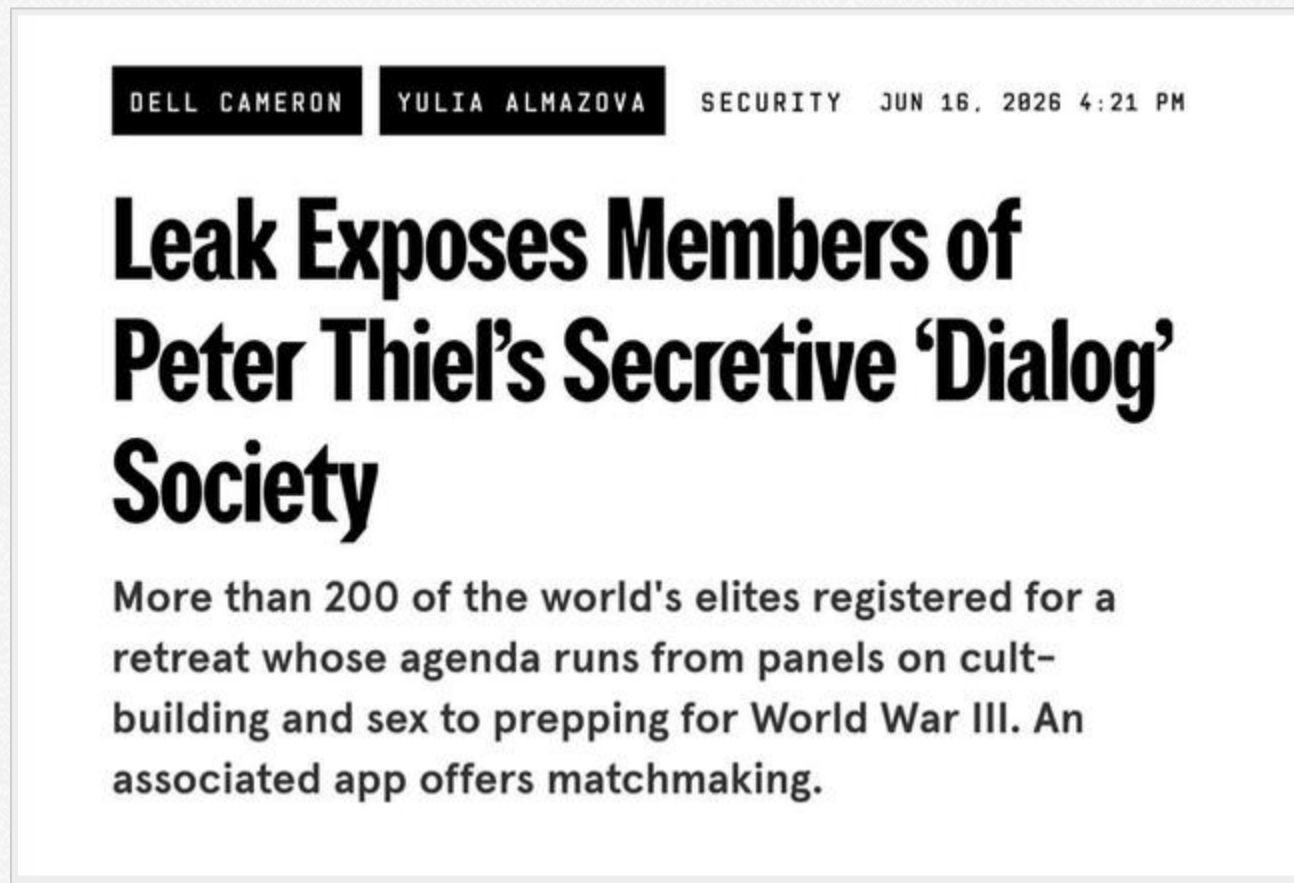 DELL CAMERON YULIA ALMAZOVA SECURITY JUN 16, 2026 4:21 PM
Leak Exposes Members of
Peter Thiel’s Secretive ‘Dialog’
Society
More than 200 of the world's elites registered for a
retreat whose agenda runs from panels on cult-
building and sex to prepping for World War III. An
associated app offers matchmaking.